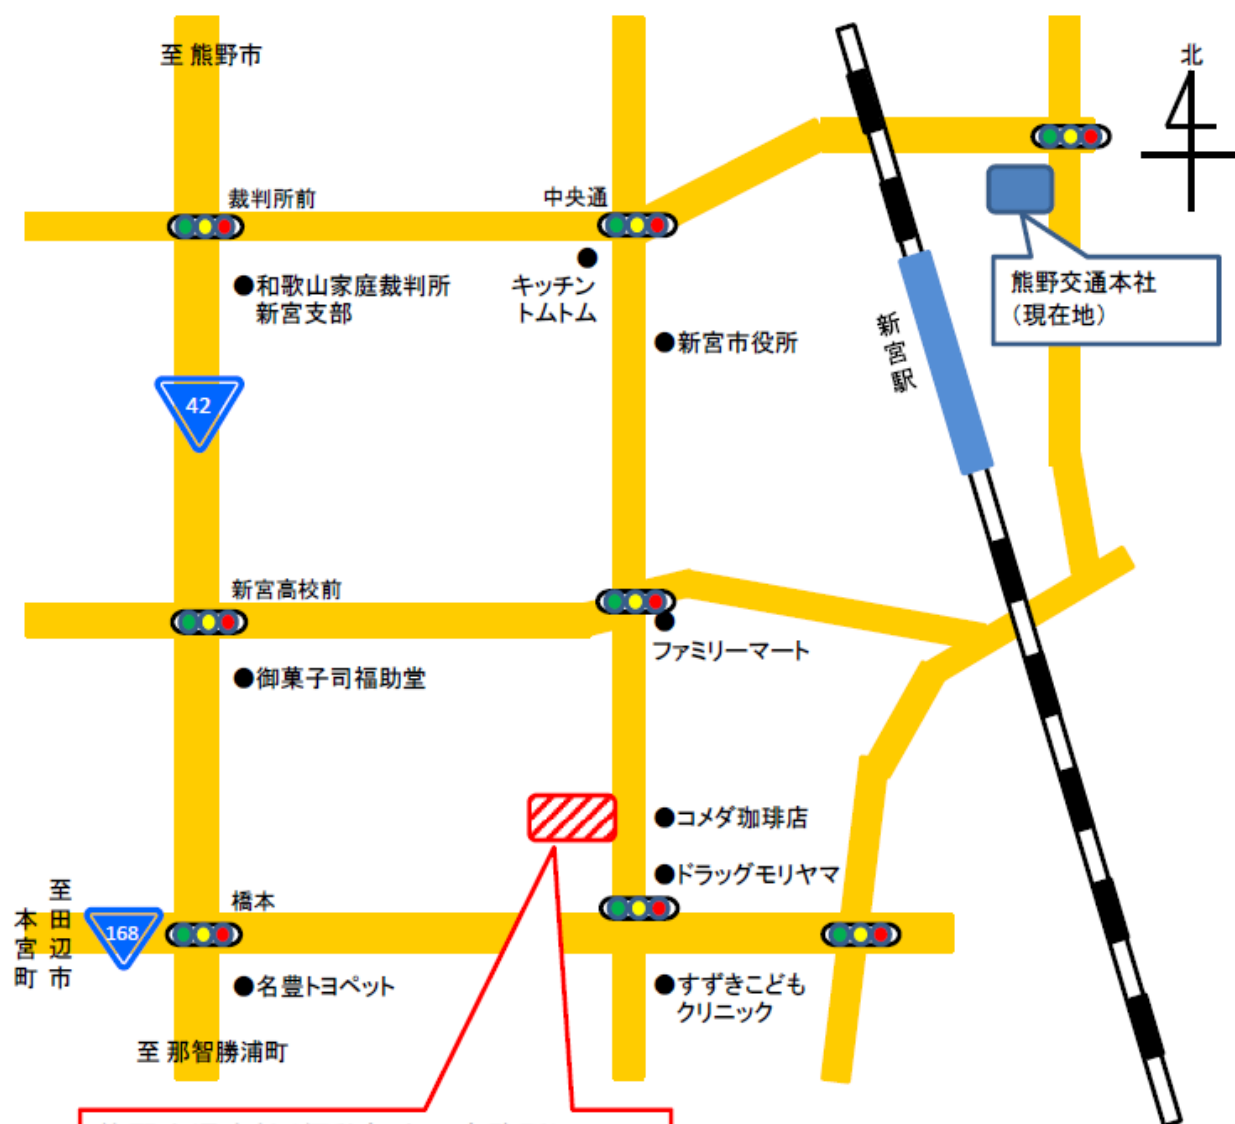 至 熊野市
北
裁判所前
中央通
●和歌山家庭裁判所
新宮支部
●
キッチン
トムトム
熊野交通本社
（現在地）
新宮駅
●新宮市役所
42
新宮高校前
●
ファミリーマート
●御菓子司福助堂
●コメダ珈琲店
●ドラッグモリヤマ
橋本
至田辺市
本宮町
168
●名豊トヨペット
●すずきこども
クリニック
至 那智勝浦町